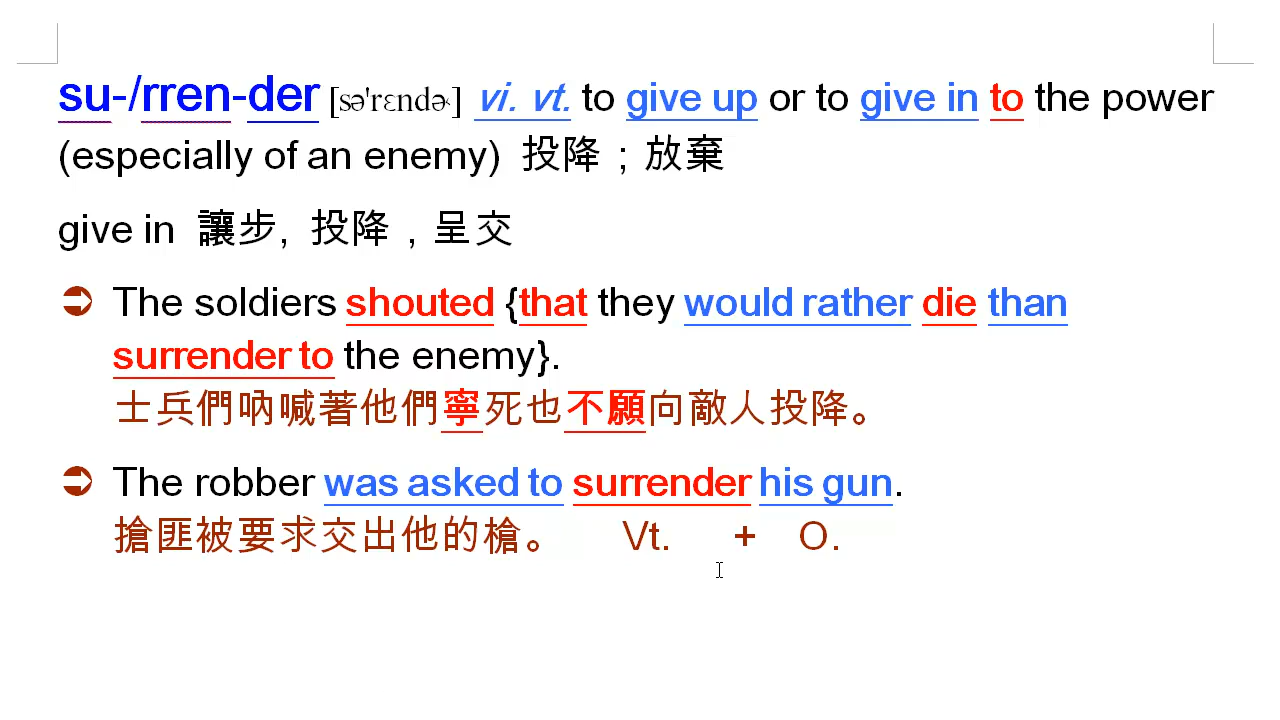 su-/rren-der [sə'rɛndɚ] vi. vt. to give up or to give in to the power
(especially of an enemy) 投降；放棄
give in 讓步, 投降，呈交
➲ The soldiers shouted {that they would rather die than
surrender to the enemy}.
士兵們吶喊著他們寧死也不願向敵人投降。
➲ The robber was asked to surrender his gun.
搶匪被要求交出他的槍。 Vt. + O.